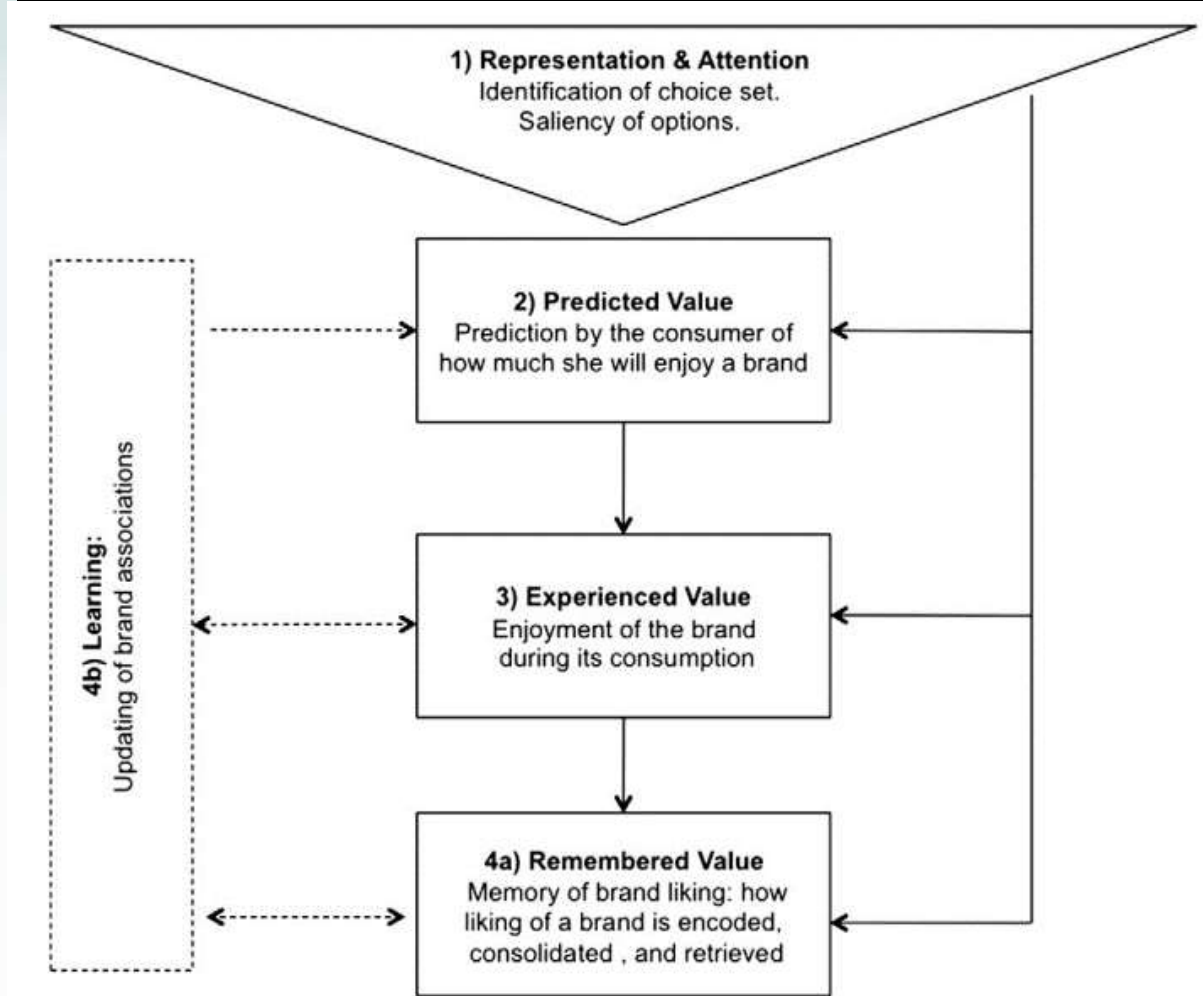 1) Representation & Attention
Identification of choice set.
Saliency of options.
2) Predicted Value
Prediction by the consumer of
how much she will enjoy a brand
3) Experienced Value
Enjoyment of the brand
during its consumption
4a) Remembered Value
Memory of brand liking: how
liking of a brand is encoded,
consolidated , and retrieved
4b) Learning:
Updating of brand associations